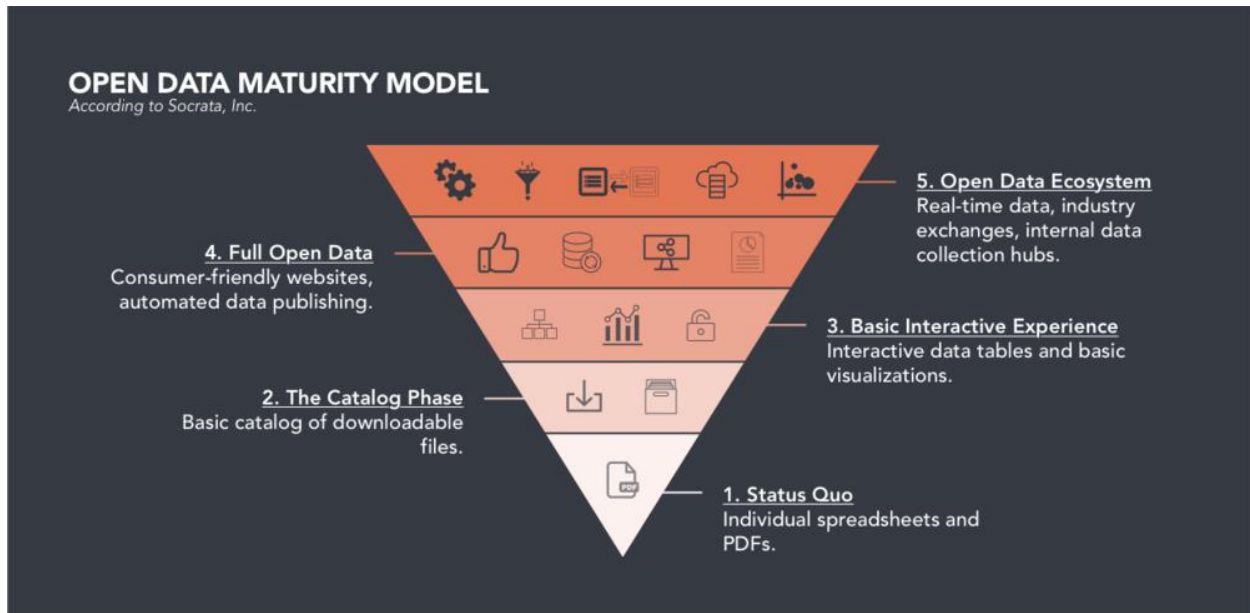 OPEN DATA MATURITY MODEL
According to Socrata, Inc.
5. Open Data Ecosystem
Real-time data, industry
exchanges, internal data
collection hubs.
4. Full Open Data
Consumer-friendly websites,
automated data publishing.
3. Basic Interactive Experience
Interactive data tables and basic
visualizations.
2. The Catalog Phase
Basic catalog of downloadable
files.
PDF
1. Status Quo
Individual spreadsheets and
PDFs.